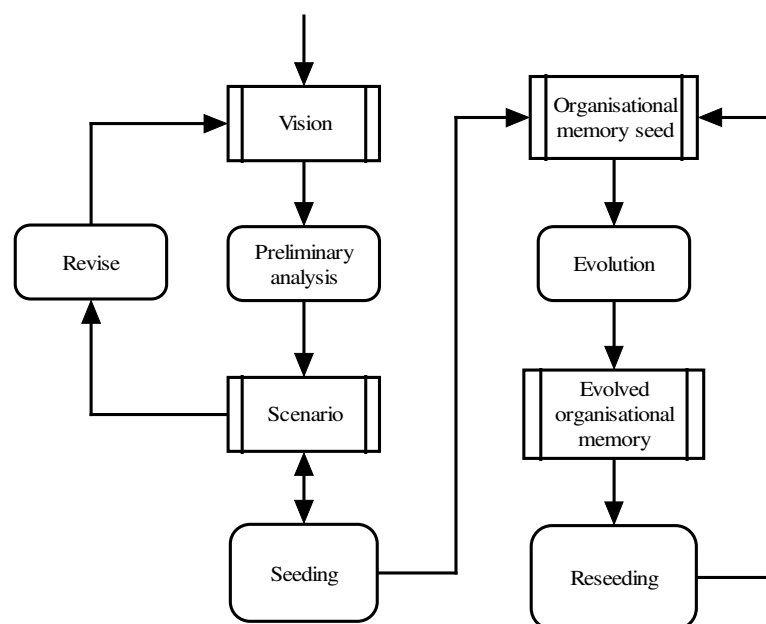 Vision
Revise
Preliminary
analysis
Scenario
Seeding
Organisational
memory seed
Evolution
Evolved
organisational
memory
Reseeding